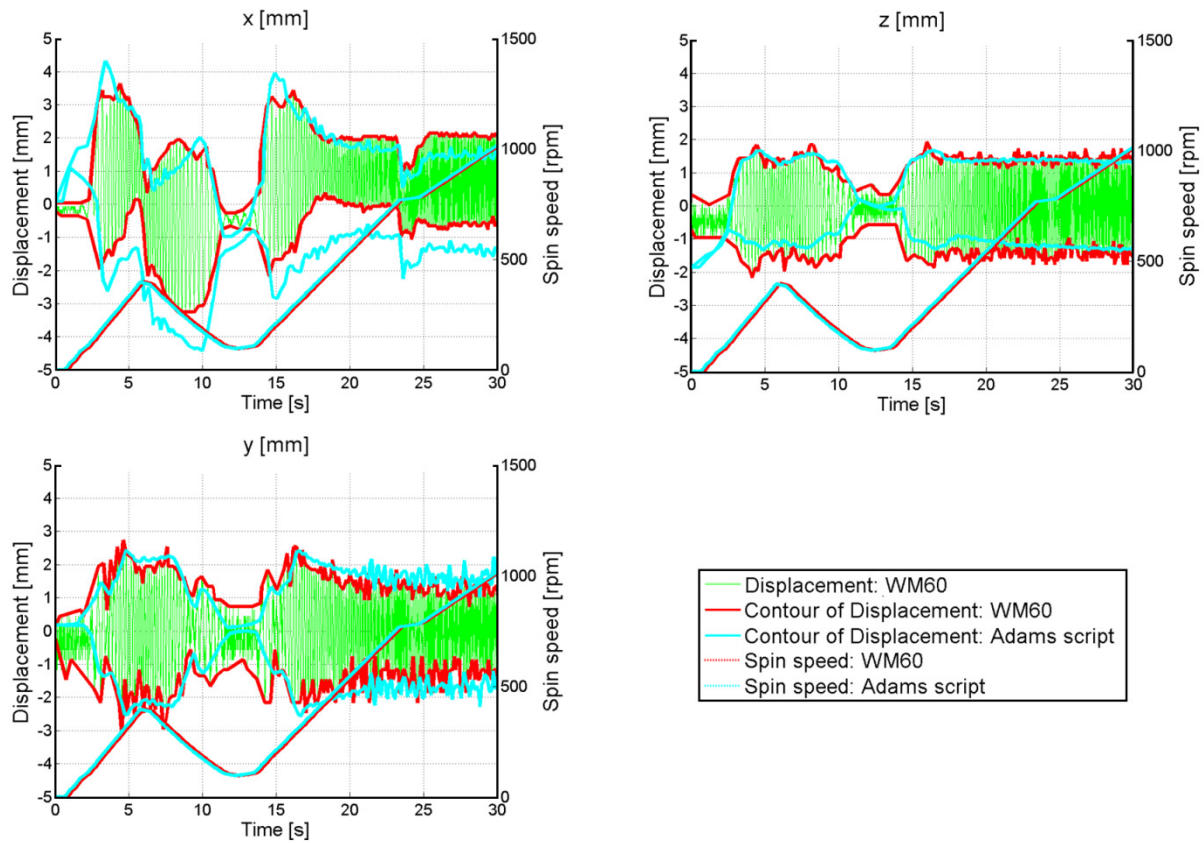 x [mm]
5
4
3
2
1
0
-1
-2
-3
-4
-5
Displacement [mm]
1500
1000
500
0
Spin speed [rpm]
0 5 10 15 20 25 30
Time [s]
z [mm]
5
4
3
2
1
0
-1
-2
-3
-4
-5
Displacement [mm]
1500
1000
500
0
Spin speed [rpm]
0 5 10 15 20 25 30
Time [s]
y [mm]
5
4
3
2
1
0
-1
-2
-3
-4
-5
Displacement [mm]
1500
1000
500
0
Spin speed [rpm]
0 5 10 15 20 25 30
Time [s]
Displacement: WM60
Contour of Displacement: WM60
Contour of Displacement: Adams script
Spin speed: WM60
Spin speed: Adams script